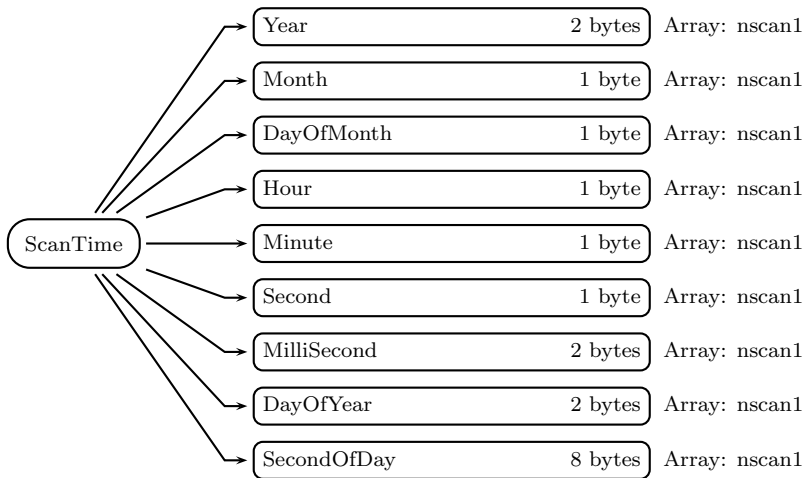 Year 2 bytes Array: nscan1
Month 1 byte Array: nscan1
DayOfMonth 1 byte Array: nscan1
Hour 1 byte Array: nscan1
ScanTime
Minute 1 byte Array: nscan1
Second 1 byte Array: nscan1
MilliSecond 2 bytes Array: nscan1
DayOfYear 2 bytes Array: nscan1
SecondOfDay 8 bytes Array: nscan1